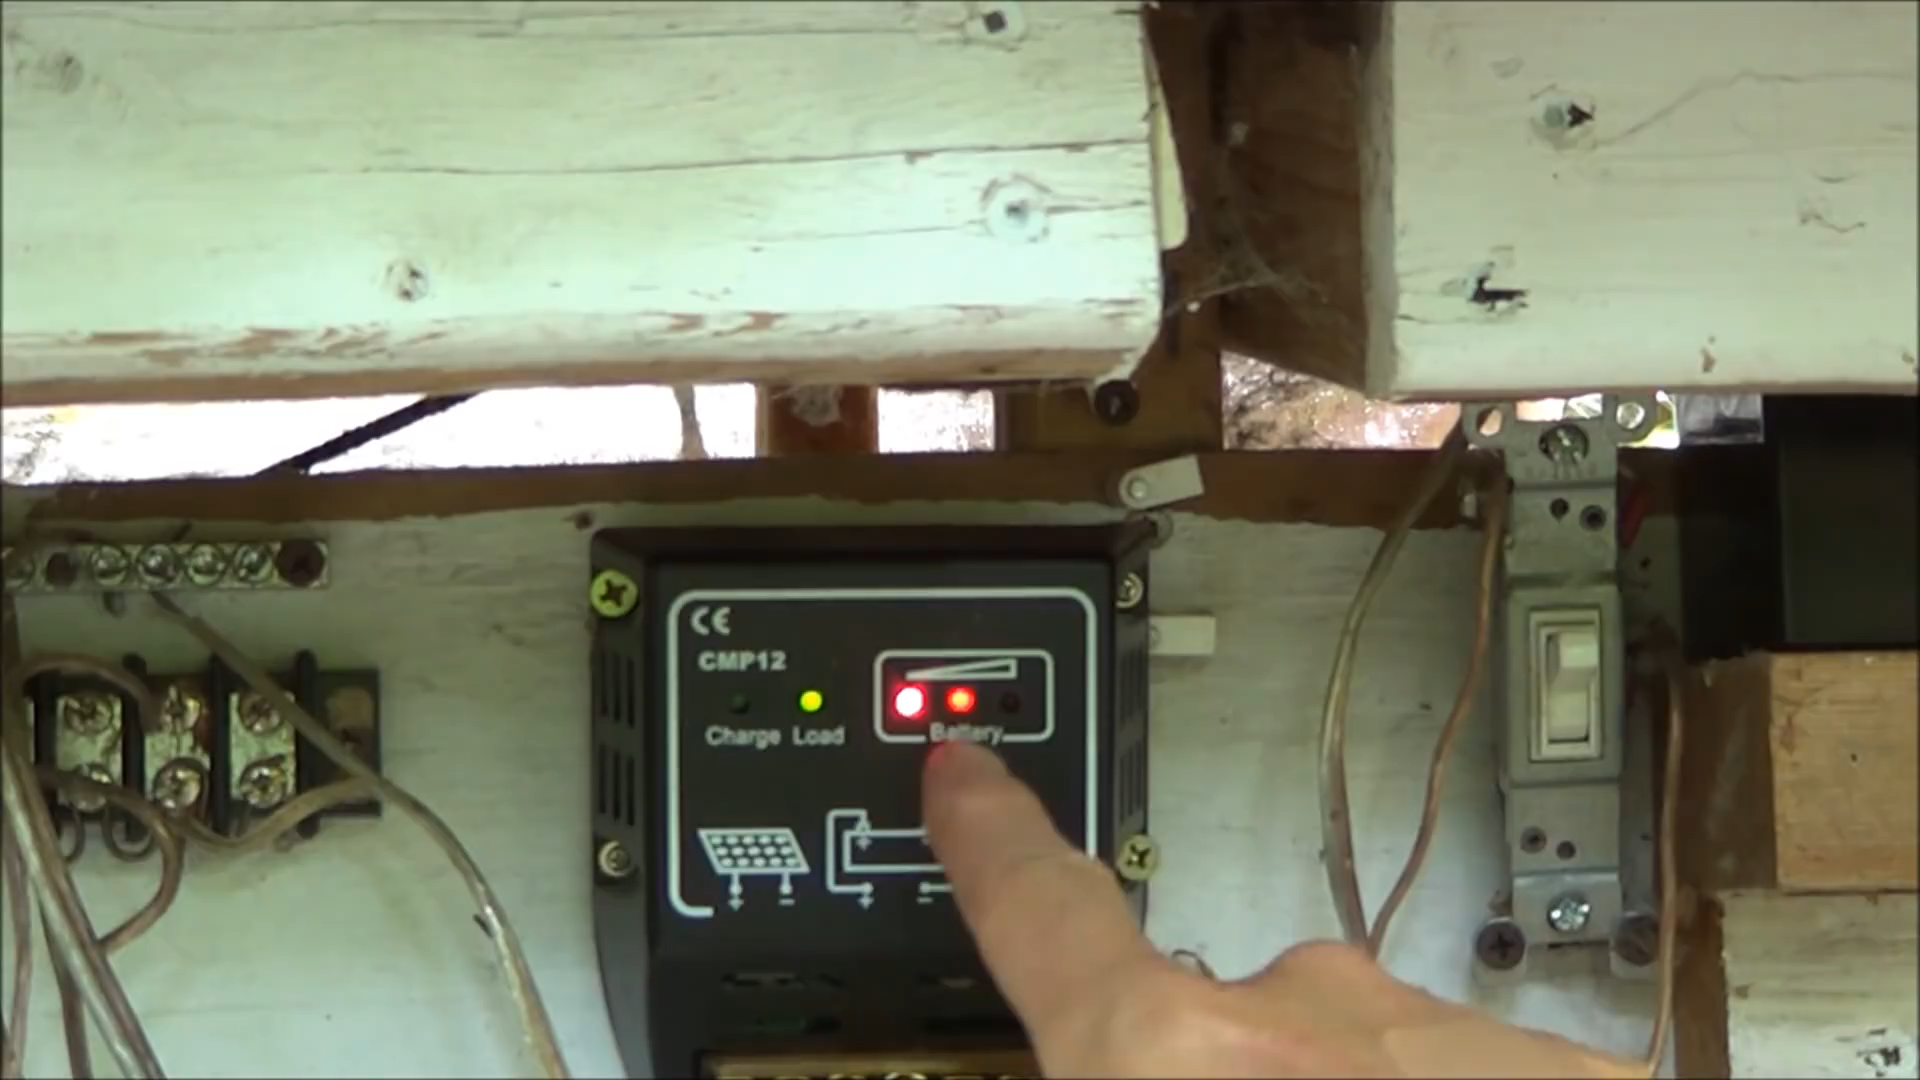 CE
CMP12
Charge Load Battery
+ - + -